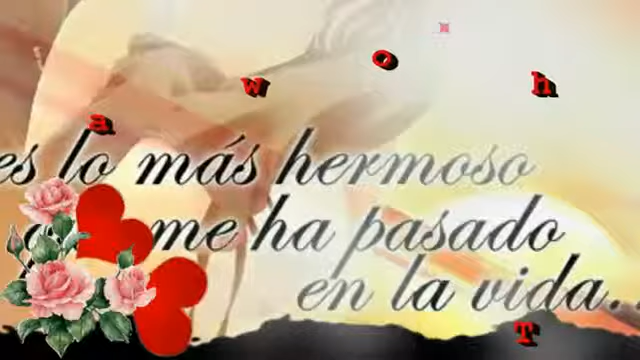 o
w h
a
es lo más hermoso
me ha pasado
en la vida...
T